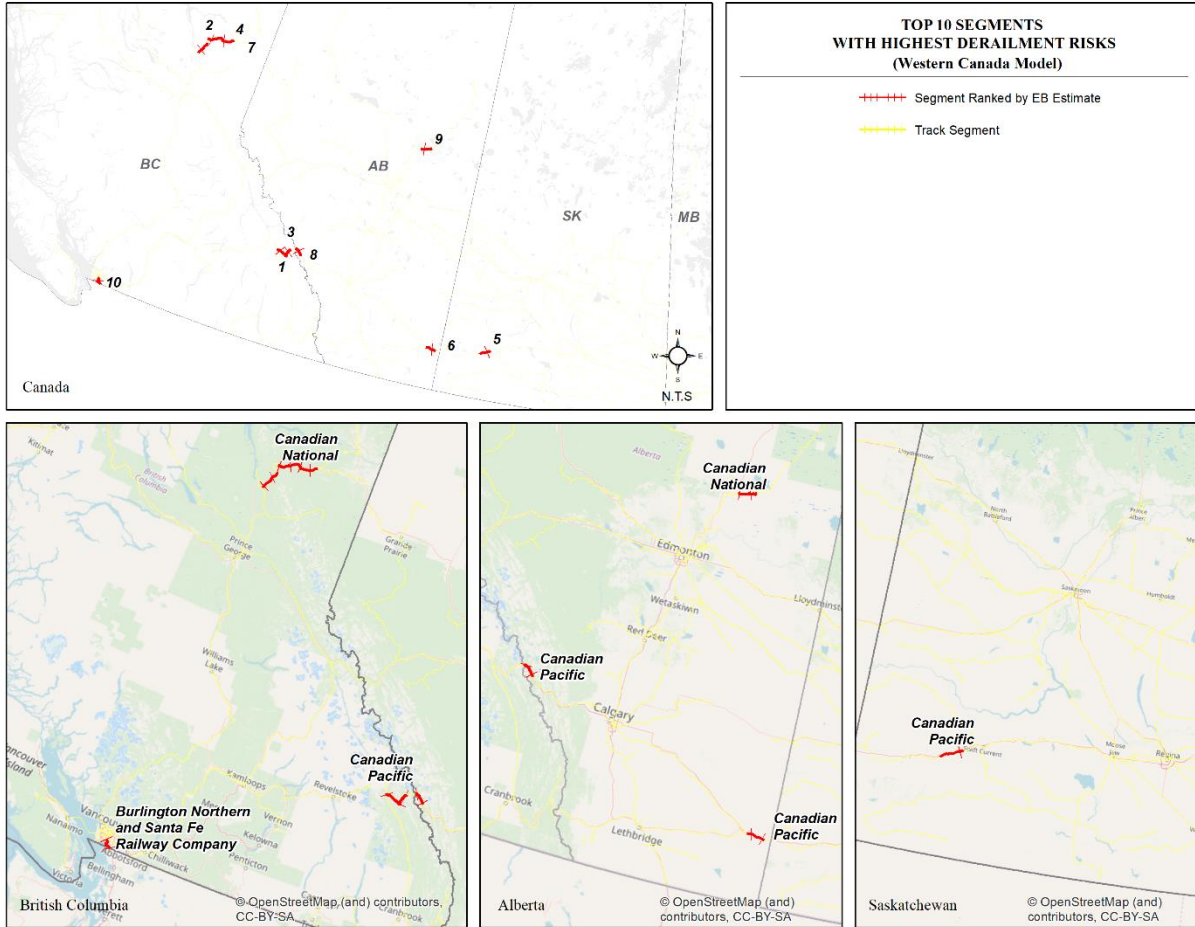 2
4
7
9
BC
AB
SK
MB
3
1
8
10
6
5
N
W
E
S
N.T.S
Canada
TOP 10 SEGMENTS
WITH HIGHEST DERAILMENT RISKS
(Western Canada Model)
Segment Ranked by EB Estimate
Track Segment
Canadian
National
Kitimat
British
Columbia
Prince
George
Grande
Prairie
Williams
Lake
Canadian
Pacific
Kamloops
Revelstoke
Vernon
Kelowna
Penticton
Burlington Northern
and Santa Fe
Railway Company
Nanaimo
Abbotsford
Chilliwack
Victoria
Bellingham
Cranbrook
British Columbia
© OpenStreetMap (and) contributors,
CC-BY-SA
Alberta
Canadian
National
Edmonton
Wetaskiwin
Lloydminster
Red Deer
Canadian
Pacific
Calgary
Cranbrook
Lethbridge
Canadian
Pacific
Alberta
© OpenStreetMap (and)
contributors, CC-BY-SA
Lloydminster
North
Battleford
Prince
Albert
Saskatoon
Humboldt
Canadian
Pacific
Swift Current
Moose
Jaw
Regina
Saskatchewan
© OpenStreetMap (and)
contributors, CC-BY-SA